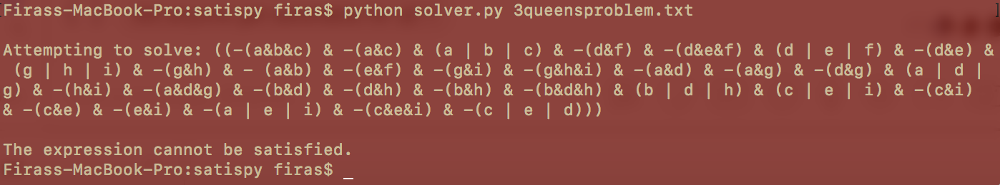 Firass-MacBook-Pro:satispy firas$ python solver.py 3queensproblem.txt
Attempting to solve: ((-(a&b&c) & -(a&c) & (a | b | c) & -(d&f) & -(d&e&f) & (d | e | f) & -(d&e) &
(g | h | i) & -(g&h) & - (a&b) & -(e&f) & -(g&i) & -(g&h&i) & -(a&d) & -(a&g) & -(d&g) & (a | d |
g) & -(h&i) & -(a&d&g) & -(b&d) & -(d&h) & -(b&h) & -(b&d&h) & (b | d | h) & (c | e | i) & -(c&i)
& -(c&e) & -(e&i) & -(a | e | i) & -(c&e&i) & -(c | e | d)))
The expression cannot be satisfied.
Firass-MacBook-Pro:satispy firas$ _